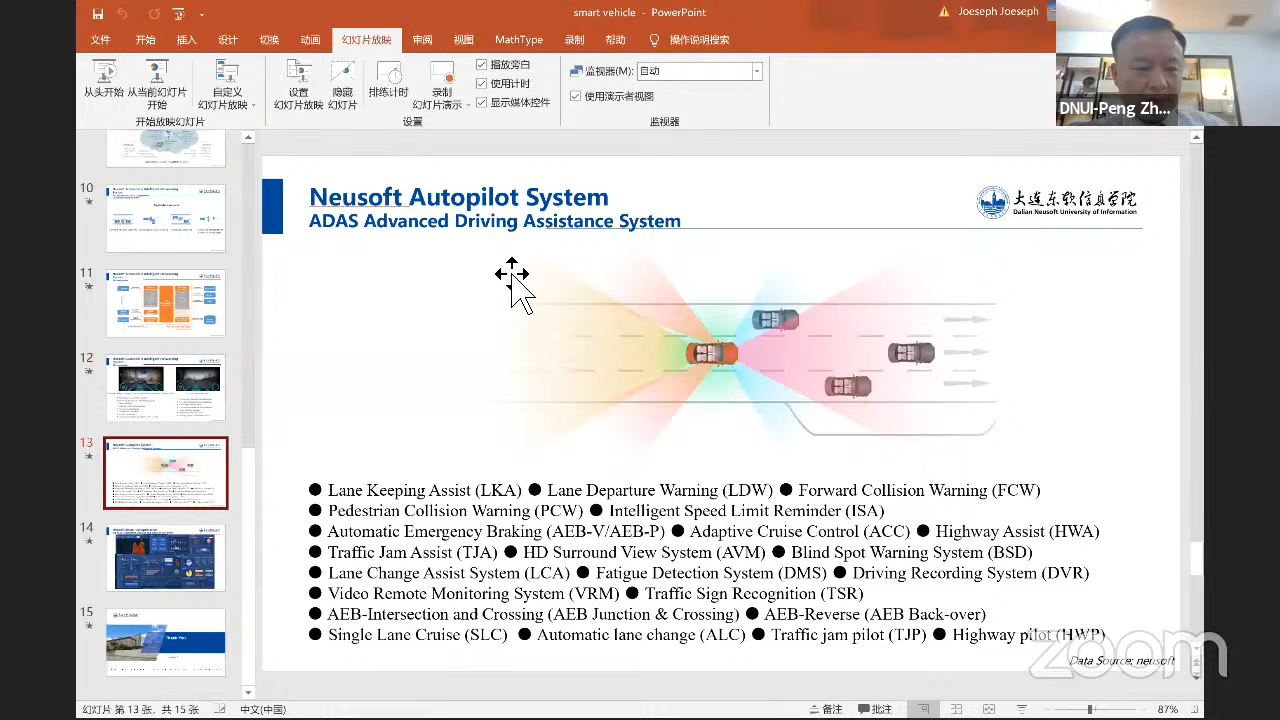 smart vehicle - PowerPoint
Joeseph Joeseph
文件 开始 插入 设计 切换 动画 幻灯片放映 审阅 视图 MathType 录制 帮助 操作说明搜索
从头开始 从当前幻灯片开始 自定义幻灯片放映
开始放映幻灯片
设置幻灯片放映 隐藏幻灯片 排练计时 录制幻灯片演示
播放旁白
使用计时
显示媒体控件
设置
监视器(M): 自动
使用演示者视图
监视器
DNUI-Peng Zh...
10
11
12
13
14
15
Thank You
Neusoft Autopilot System
ADAS Advanced Driving Assistance System
大连东软信息学院
Dalian Neusoft University of Information
● Lane Keep Assist (LKA) ● Lane Departure Warning (LDW) ● Forward Collision Warning (FCW)
● Pedestrian Collision Warning (PCW) ● Intelligent Speed Limit Reminder (ISA)
● Automatic Emergency Braking (AEB C/P/TW) ● Adaptive Cruise Control (ACC) ● Highway Assist (HWA)
● Traffic Jam Assist (TJA) ● HD Surround View System (AVM) ● Blind Spot Warning System (BSD)
● Lane Change Assist System (LCA) ● Fatigue Detection System (DMS) ● Driving Recording System (DVR)
● Video Remote Monitoring System (VRM) ● Traffic Sign Recognition (TSR)
● AEB-Intersection and Crossing (AEB Junction & Crossing) ● AEB-Reverse (AEB Back-over)
● Single Lane Cruise (SLC) ● Automatic lane change (ALC) ● Traffic jam pilot (TJP) ● Highway pilot (HWP)
Data Source: neusoft
zoom
幻灯片 第 13 张，共 15 张 中文(中国)
备注 批注 87%